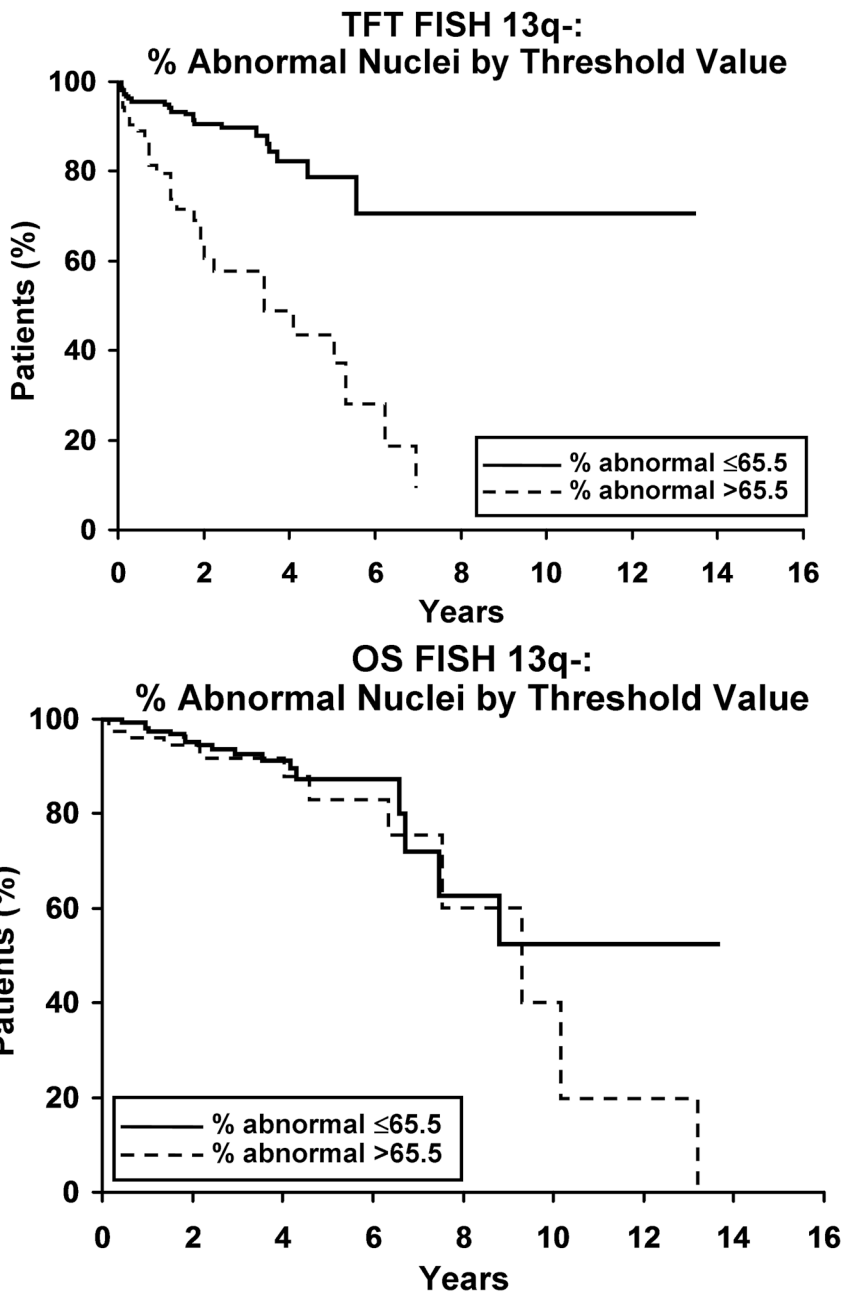 TFT FISH 13q-:
% Abnormal Nuclei by Threshold Value
100
80
60
40
20
0
Patients (%)
% abnormal ≤65.5
% abnormal >65.5
0 2 4 6 8 10 12 14 16
Years
OS FISH 13q-:
% Abnormal Nuclei by Threshold Value
100
80
60
40
20
0
Patients (%)
% abnormal ≤65.5
% abnormal >65.5
0 2 4 6 8 10 12 14 16
Years